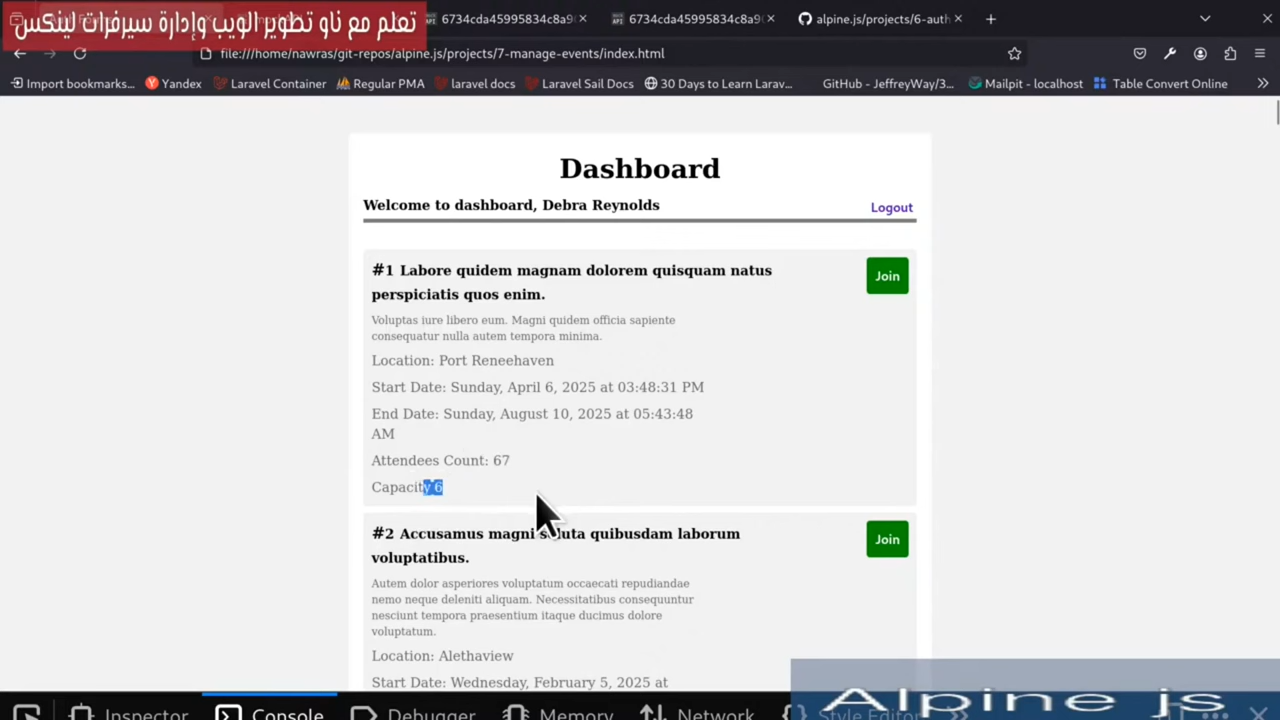 تعلم مع ناو تطوير الويب وإدارة سيرفرات لينكس
6734cda45995834c8a9
6734cda45995834c8a9
alpine.js/projects/6-auth
file:///home/nawras/git-repos/alpine.js/projects/7-manage-events/index.html
Import bookmarks... Yandex Laravel Container Regular PMA laravel docs Laravel Sail Docs 30 Days to Learn Larav... GitHub - JeffreyWay/3... Mailpit - localhost Table Convert Online
Dashboard
Welcome to dashboard, Debra Reynolds
Logout
#1 Labore quidem magnam dolorem quisquam natus
perspiciatis quos enim.
Join
Voluptas iure libero eum. Magni quidem officia sapiente
consequatur nulla autem tempora minima.
Location: Port Reneehaven
Start Date: Sunday, April 6, 2025 at 03:48:31 PM
End Date: Sunday, August 10, 2025 at 05:43:48
AM
Attendees Count: 67
Capacity 6
#2 Accusamus magni quibusdam laborum
voluptatibus.
Join
Autem dolor asperiores voluptatum occaecati repudiandae
nemo neque deleniti aliquam. Necessitatibus consequuntur
nesciunt tempora praesentium itaque ducimus dolore
voluptatum.
Location: Alethaview
Start Date: Wednesday, February 5, 2025 at
Alpine js
Inspector Console Debugger Memory Network Style Editor